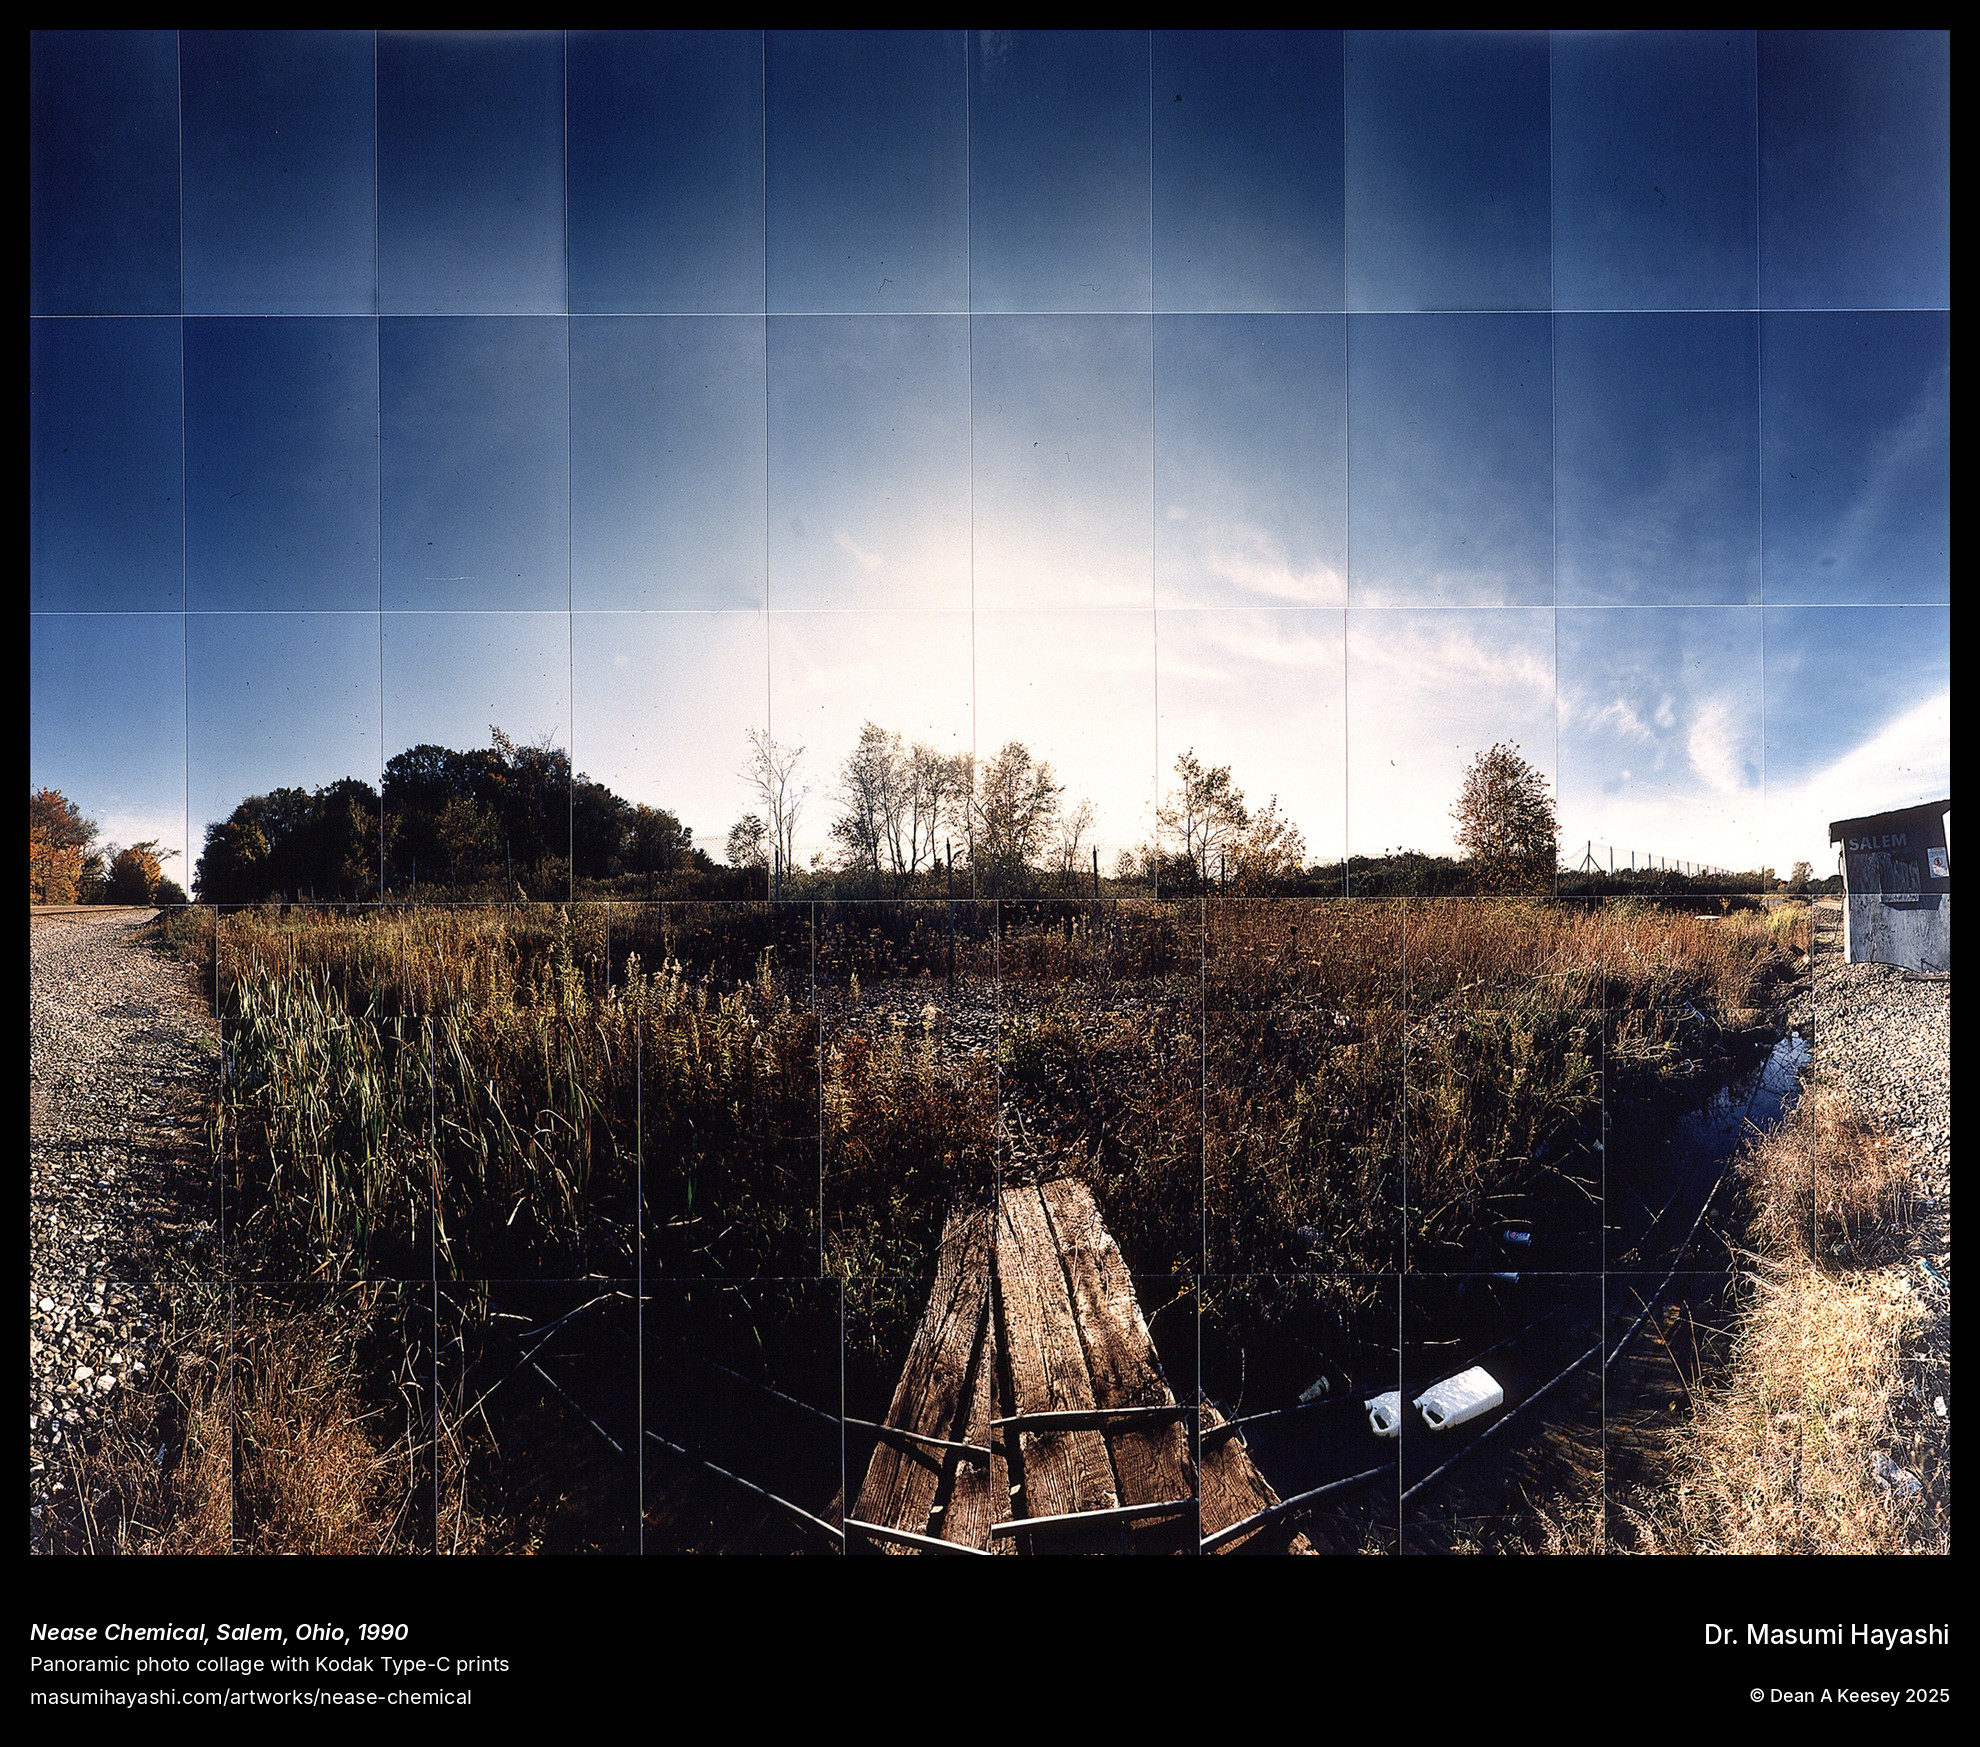 SALEM
Nease Chemical, Salem, Ohio, 1990
Panoramic photo collage with Kodak Type-C prints
masumihayashi.com/artworks/nease-chemical
Dr. Masumi Hayashi
© Dean A Keesey 2025